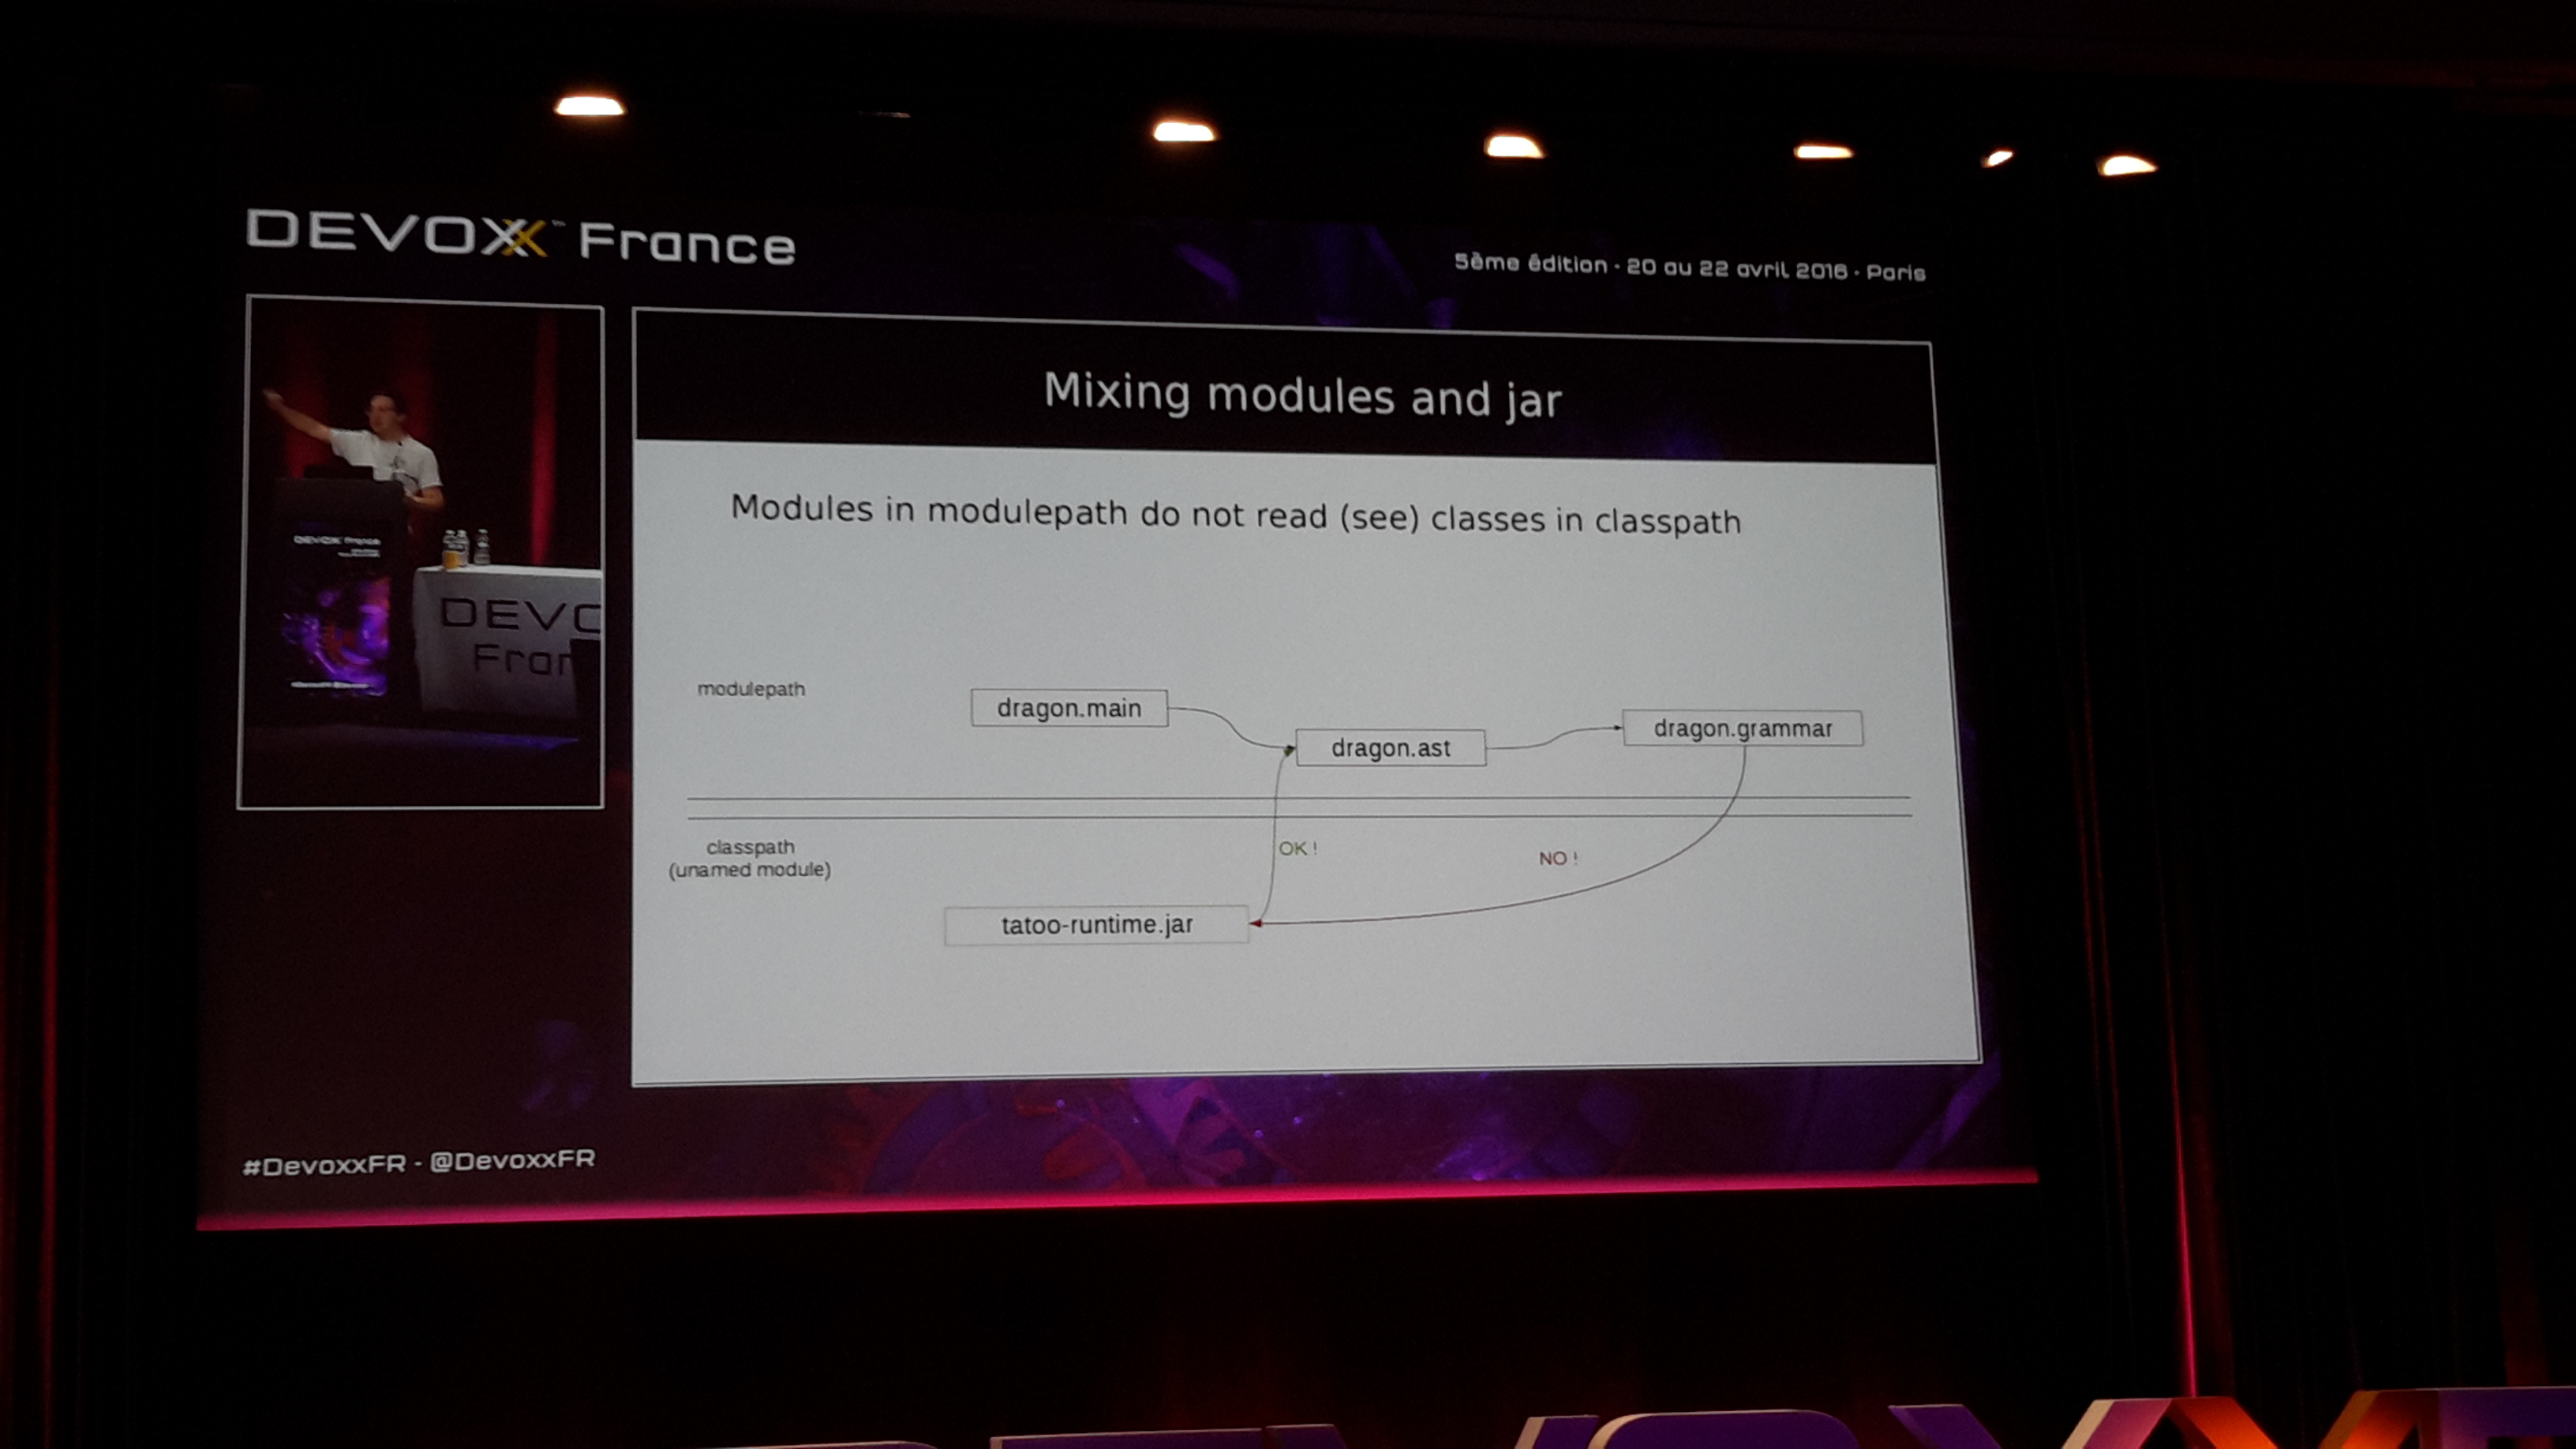 DEVOXX™ France
5ème édition · 20 au 22 avril 2016 · Paris
DEVO
Fran
Mixing modules and jar
Modules in modulepath do not read (see) classes in classpath
modulepath
dragon.main
dragon.ast
dragon.grammar
classpath
(unamed module)
OK !
NO !
tatoo-runtime.jar
#DevoxxFR - @DevoxxFR